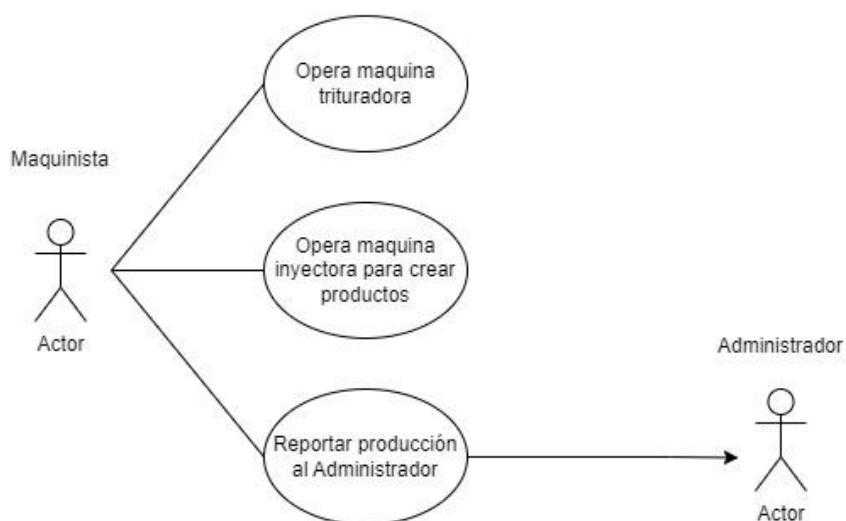 Opera maquina
trituradora
Maquinista
Opera maquina
inyectora para crear
productos
Actor
Administrador
Reportar producción
al Administrador
Actor